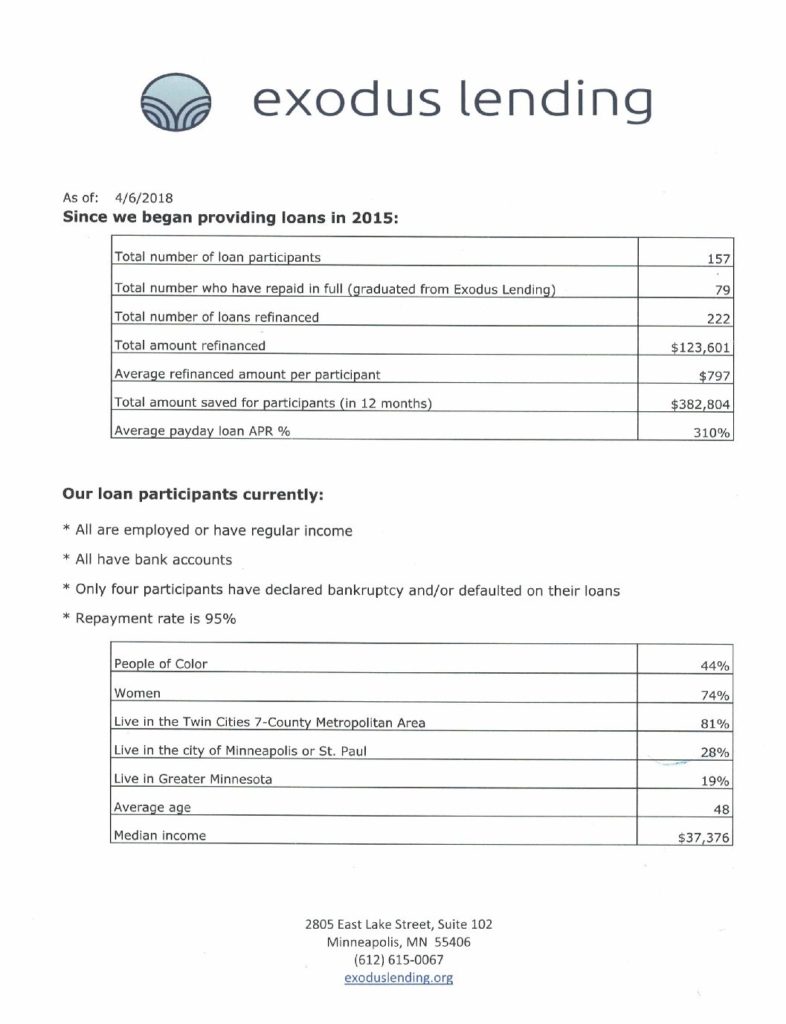 exodus lending
As of: 4/6/2018
Since we began providing loans in 2015:
Total number of loan participants 157
Total number who have repaid in full (graduated from Exodus Lending) 79
Total number of loans refinanced 222
Total amount refinanced $123,601
Average refinanced amount per participant $797
Total amount saved for participants (in 12 months) $382,804
Average payday loan APR % 310%
Our loan participants currently:
* All are employed or have regular income
* All have bank accounts
* Only four participants have declared bankruptcy and/or defaulted on their loans
* Repayment rate is 95%
People of Color 44%
Women 74%
Live in the Twin Cities 7-County Metropolitan Area 81%
Live in the city of Minneapolis or St. Paul 28%
Live in Greater Minnesota 19%
Average age 48
Median income $37,376
2805 East Lake Street, Suite 102
Minneapolis, MN 55406
(612) 615-0067
exoduslending.org